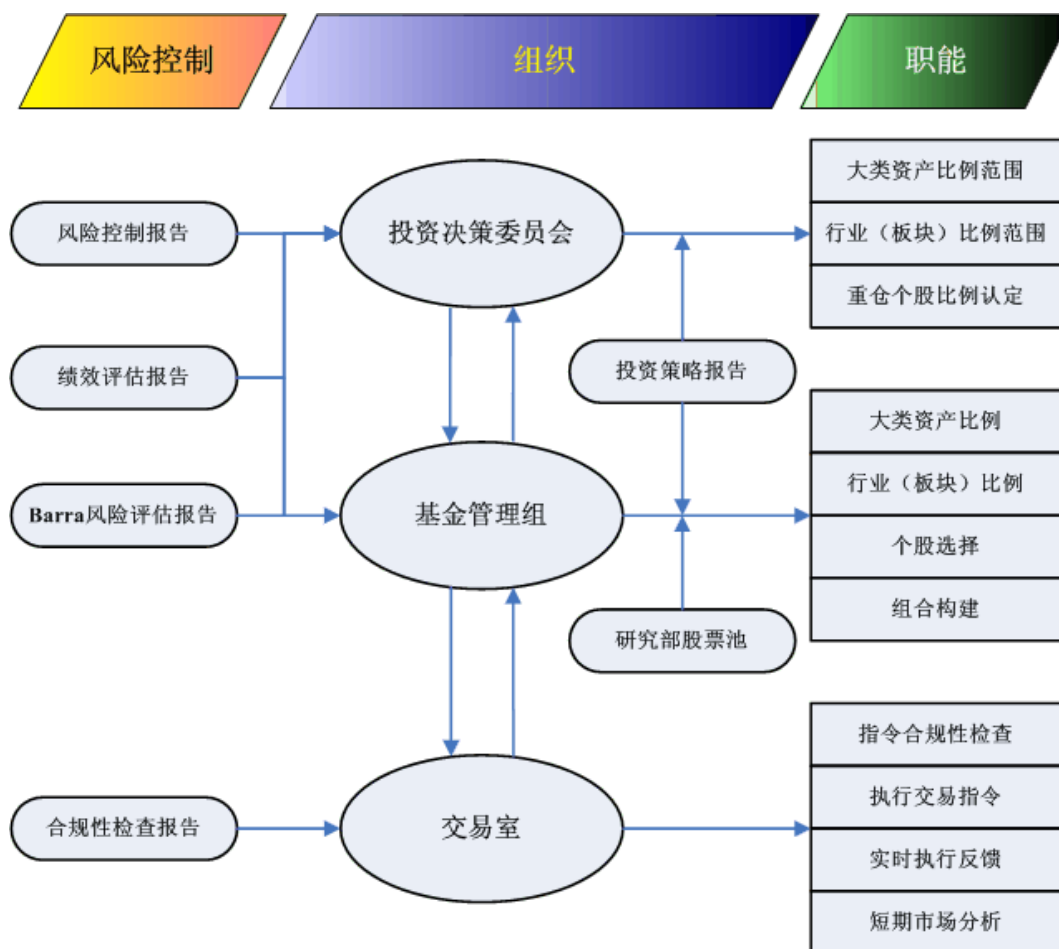 风险控制
组织
职能
大类资产比例范围
风险控制报告
投资决策委员会
行业（板块）比例范围
重仓个股比例认定
绩效评估报告
投资策略报告
大类资产比例
行业（板块）比例
Barra风险评估报告
基金管理组
个股选择
组合构建
研究部股票池
指令合规性检查
执行交易指令
合规性检查报告
交易室
实时执行反馈
短期市场分析